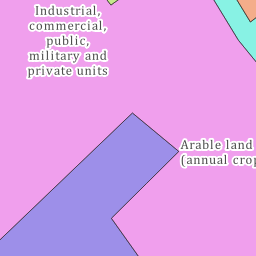 Industrial,
commercial,
public,
military and
private units
Arable land
(annual crop